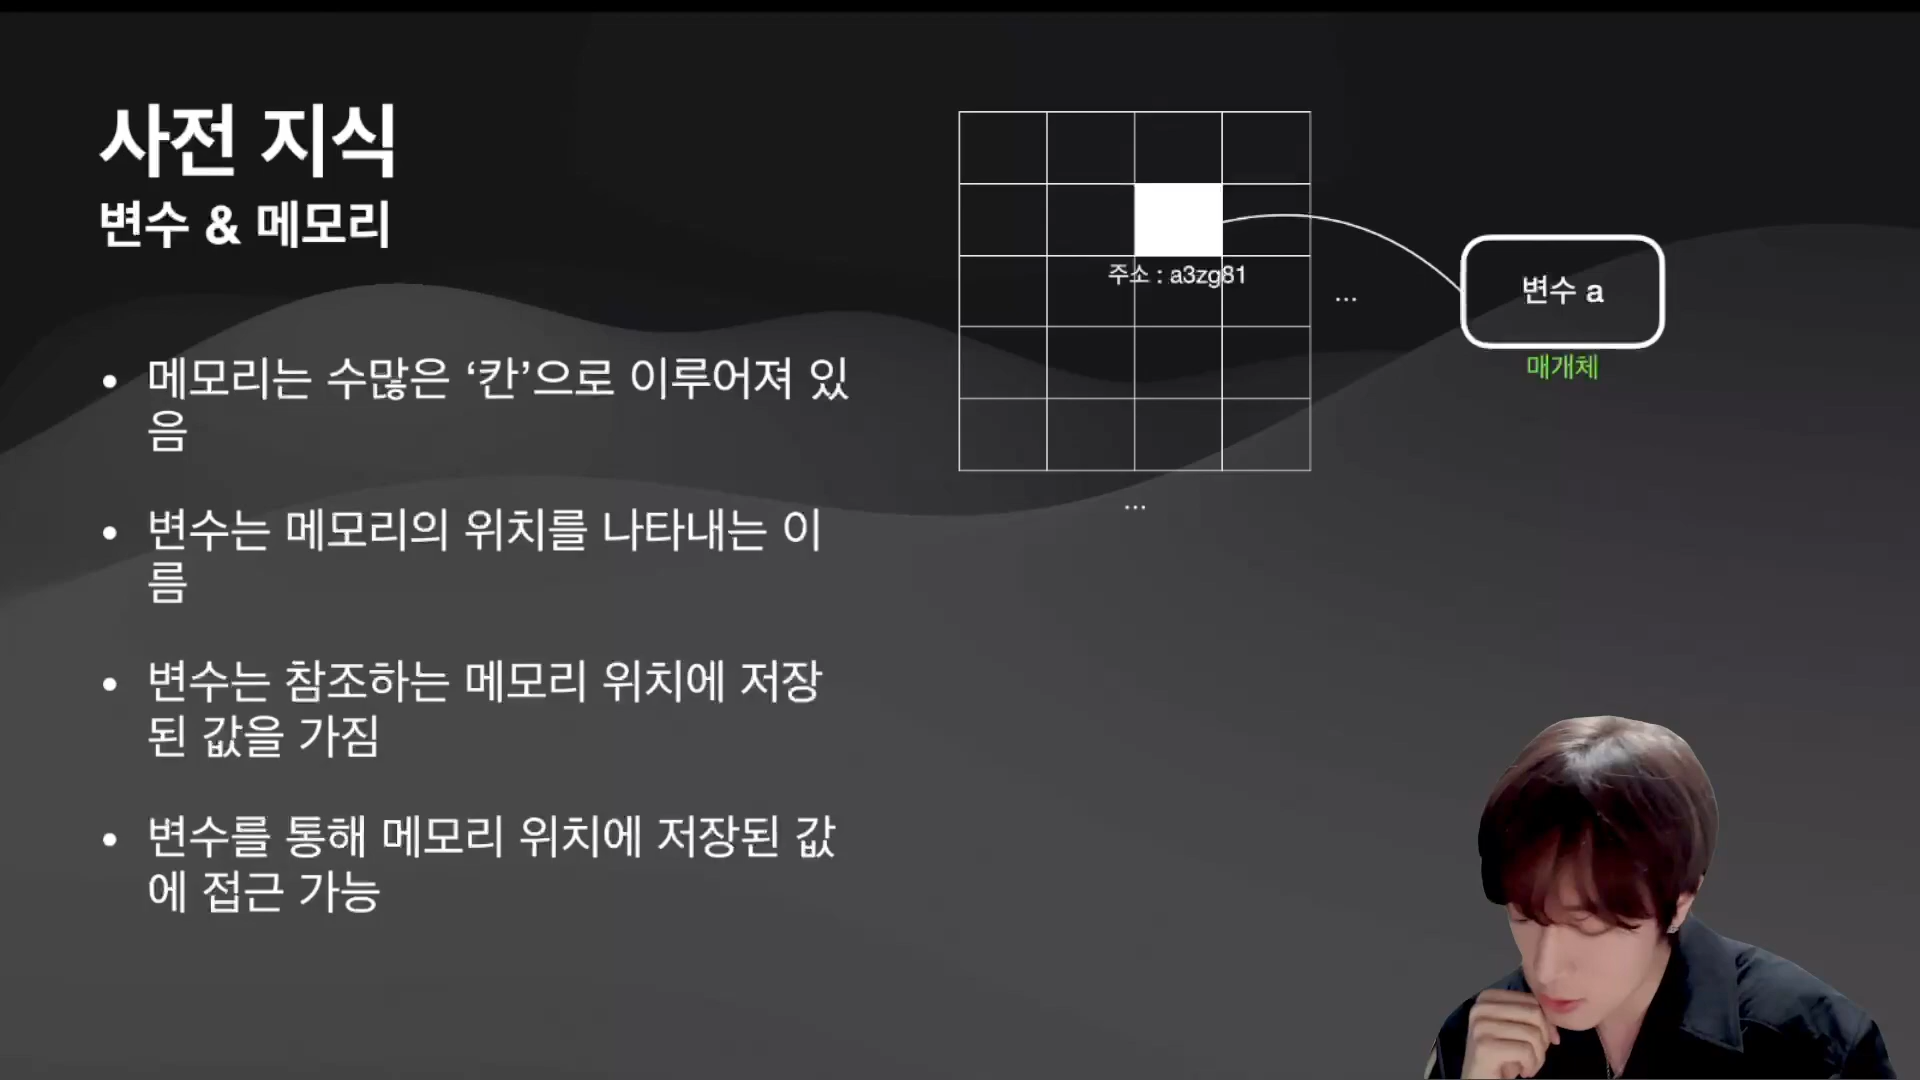 사전 지식
변수 & 메모리
• 메모리는 수많은 ‘칸’으로 이루어져 있
음
• 변수는 메모리의 위치를 나타내는 이
름
• 변수는 참조하는 메모리 위치에 저장
된 값을 가짐
• 변수를 통해 메모리 위치에 저장된 값
에 접근 가능
주소 : a3zg81
...
...
변수 a
매개체